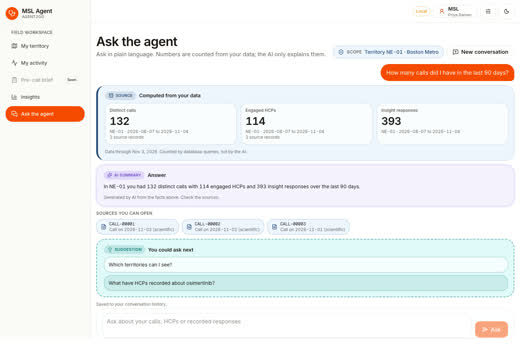 MSL Agent
AGENT2GO
Local
MSL
Priya Raman
FIELD WORKSPACE
My territory
My activity
Pre-call brief
Soon
Insights
Ask the agent
Ask the agent
Ask in plain language. Numbers are counted from your data; the AI only explains them.
SCOPE Territory NE-01 · Boston Metro
New conversation
How many calls did I have in the last 90 days?
SOURCE Computed from your data
Distinct calls
132
NE-01 · 2026-08-07 to 2026-11-04
3 source records
Engaged HCPs
114
NE-01 · 2026-08-07 to 2026-11-04
Insight responses
393
NE-01 · 2026-08-07 to 2026-11-04
Data through Nov 3, 2026. Counted by database queries, not by the AI.
AI SUMMARY Answer
In NE-01 you had 132 distinct calls with 114 engaged HCPs and 393 insight responses over the last 90 days.
Generated by AI from the facts above. Check the sources.
SOURCES YOU CAN OPEN
CALL-00001
Call on 2026-11-03 (scientific)
CALL-00002
Call on 2026-11-02 (scientific)
CALL-00003
Call on 2026-11-01 (scientific)
SUGGESTION You could ask next
Which territories can I see?
What have HCPs recorded about osimertinib?
Saved to your conversation history.
Ask about your calls, HCPs or recorded responses
Ask